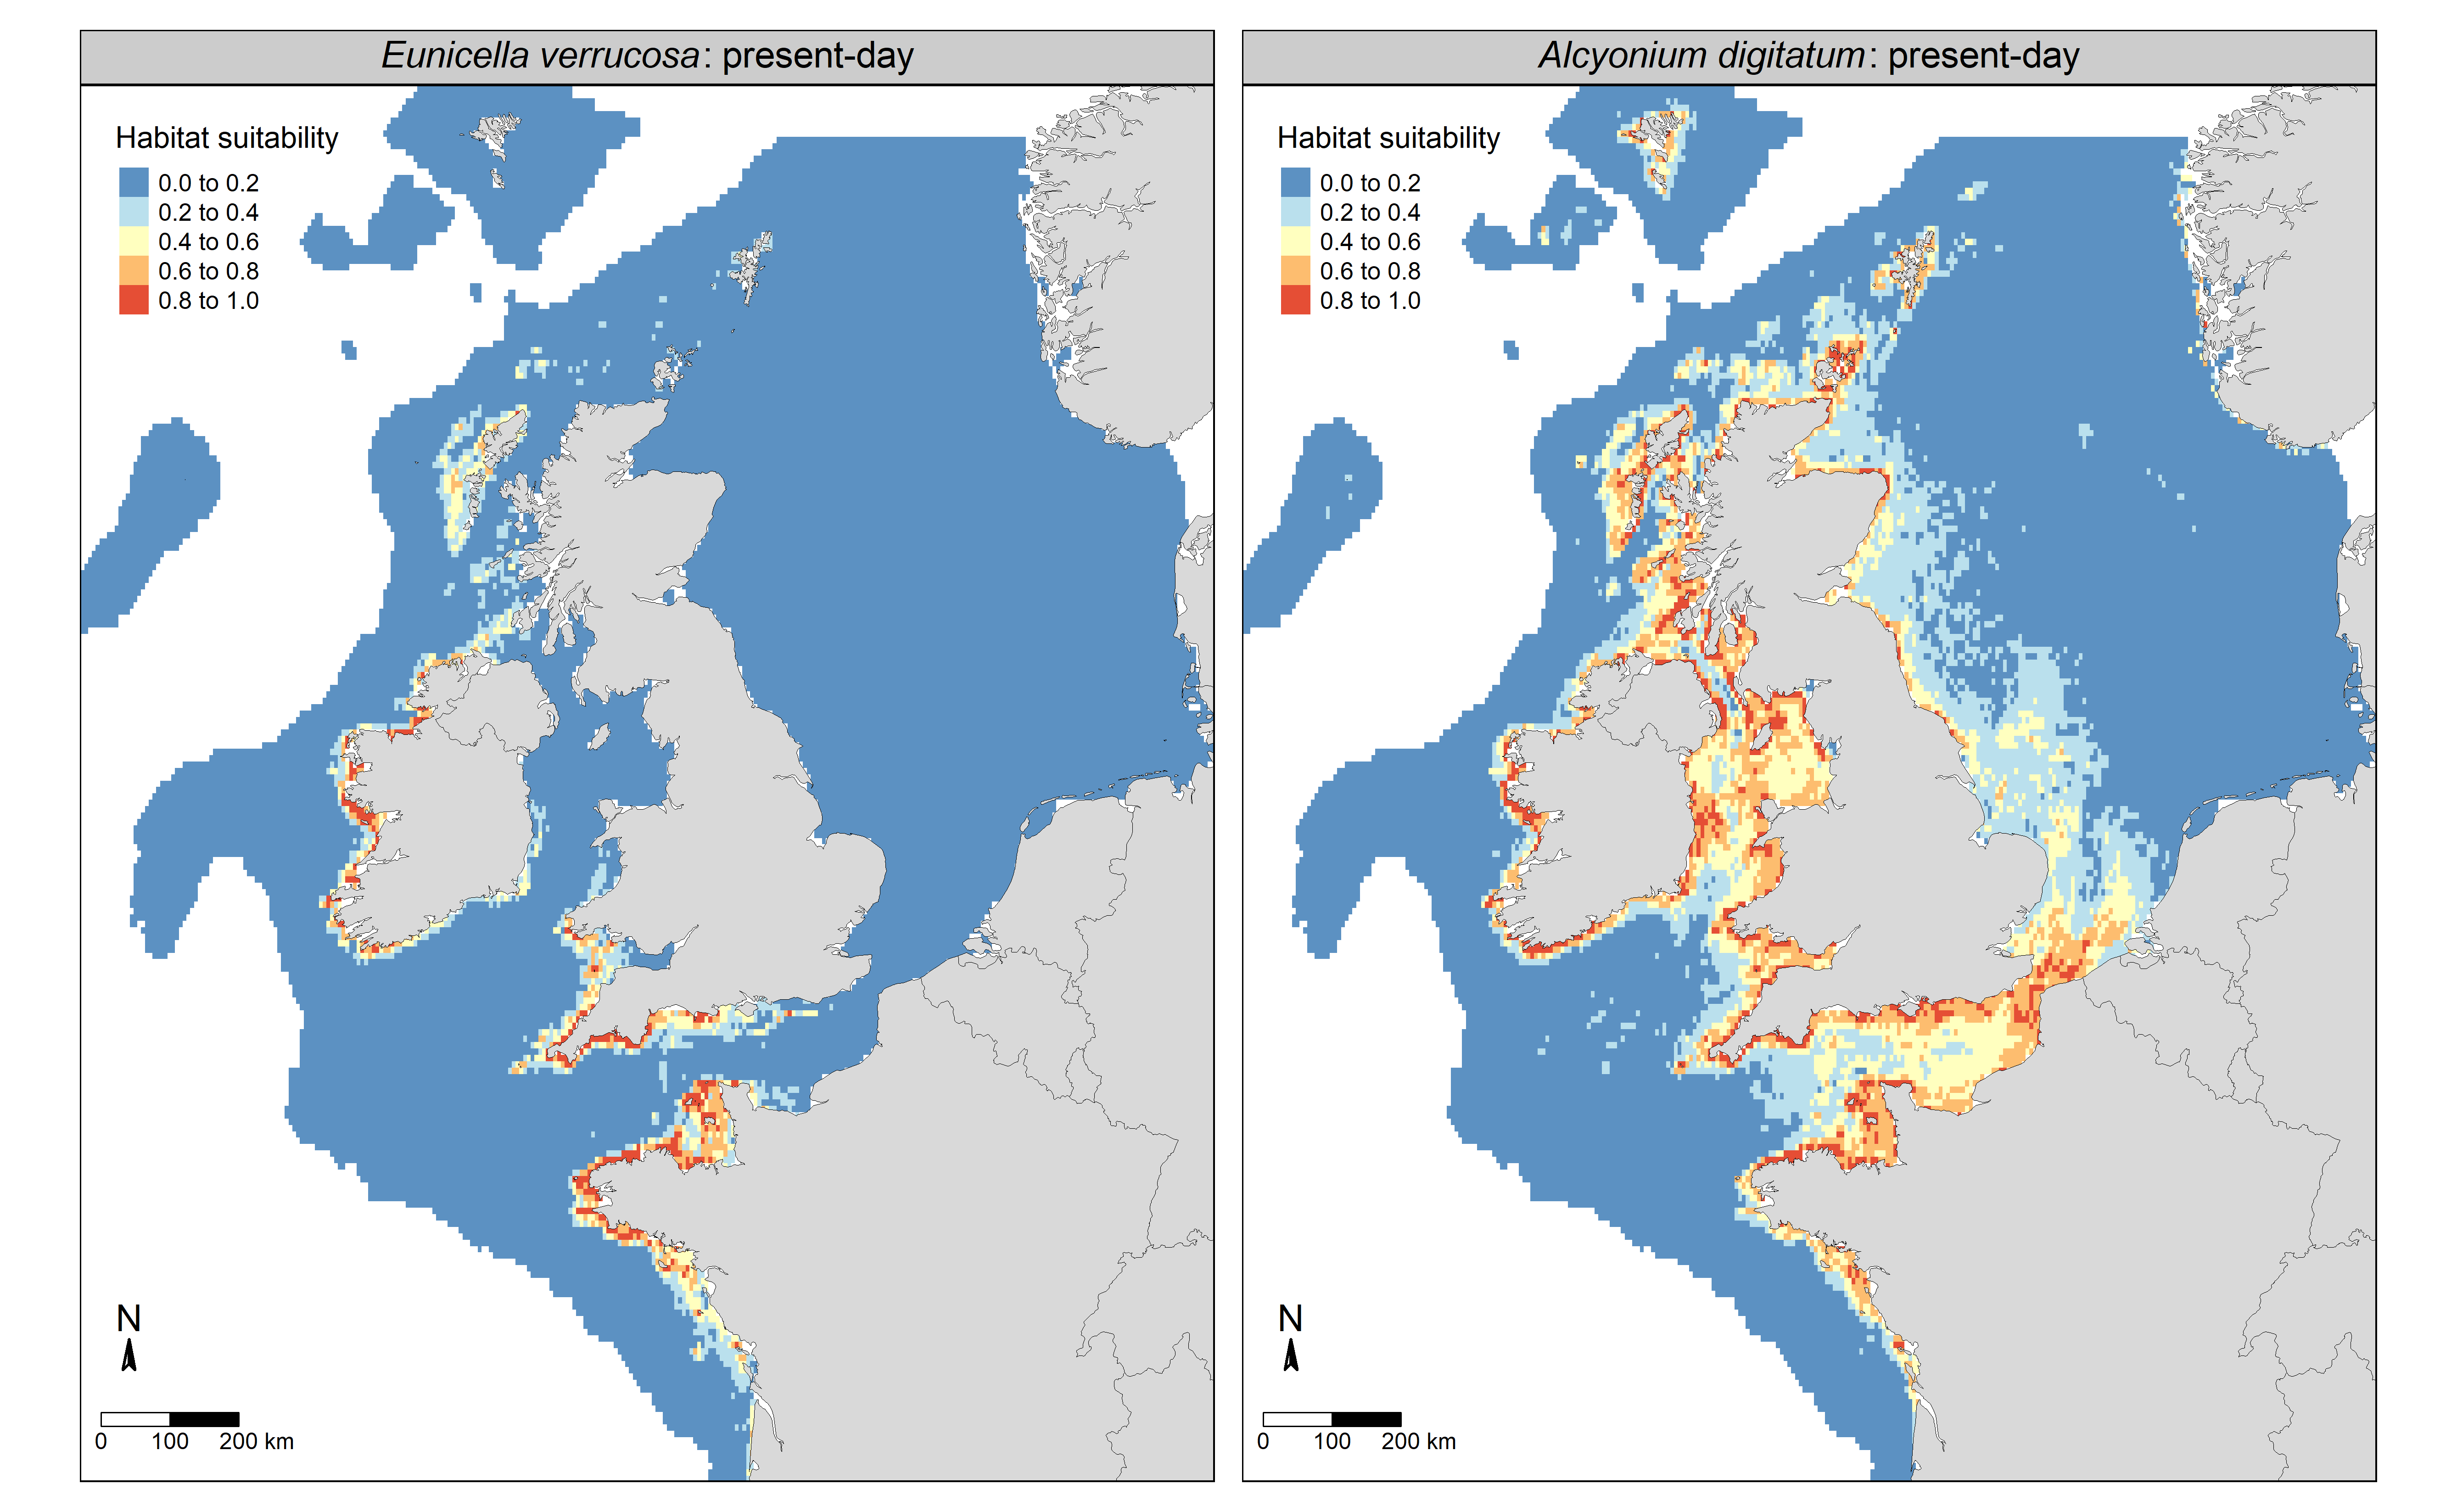 Eunicella verrucosa: present-day
Habitat suitability
0.0 to 0.2
0.2 to 0.4
0.4 to 0.6
0.6 to 0.8
0.8 to 1.0
N
0 100 200 km
Alcyonium digitatum: present-day
Habitat suitability
0.0 to 0.2
0.2 to 0.4
0.4 to 0.6
0.6 to 0.8
0.8 to 1.0
N
0 100 200 km